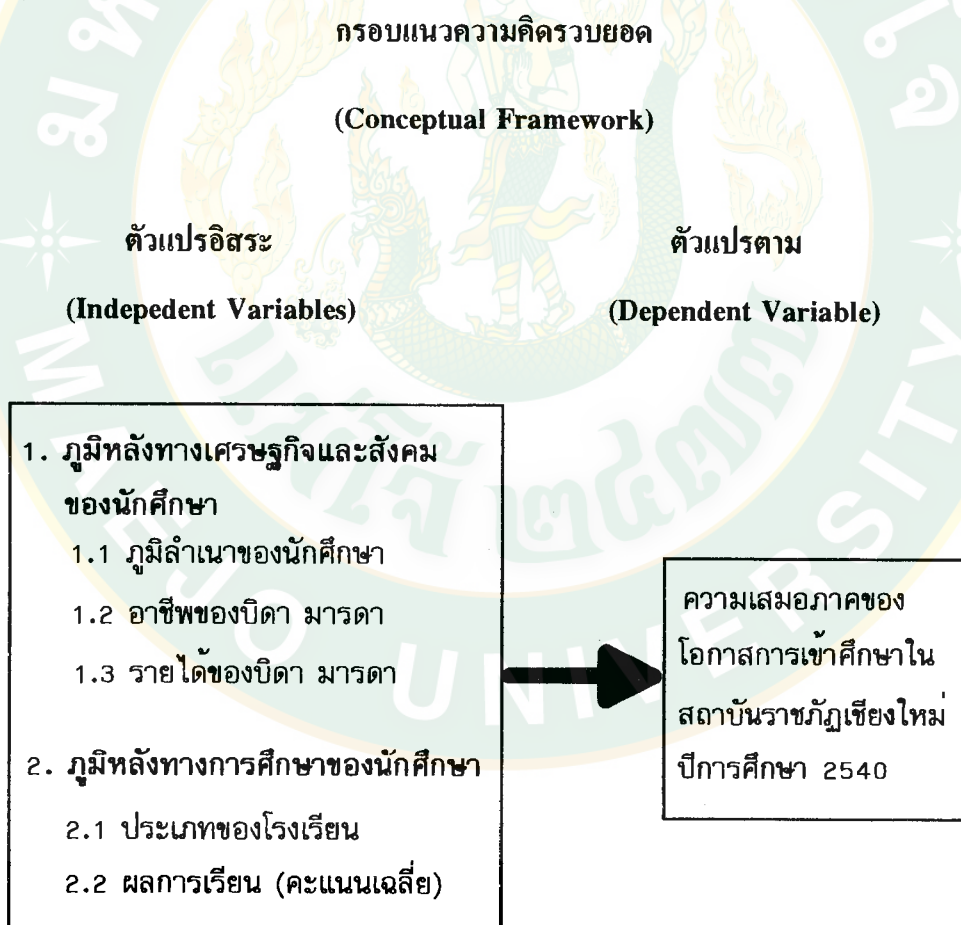 กรอบแนวความคิดรวบยอด
(Conceptual Framework)
ตัวแปรอิสระ
ตัวแปรตาม
(Indepedent Variables)
(Dependent Variable)
1. ภูมิหลังทางเศรษฐกิจและสังคม
ของนักศึกษา
1.1 ภูมิลำเนาของนักศึกษา
1.2 อาชีพของบิดา มารดา
1.3 รายได้ของบิดา มารดา
2. ภูมิหลังทางการศึกษาของนักศึกษา
2.1 ประเภทของโรงเรียน
2.2 ผลการเรียน (คะแนนเฉลี่ย)
ความเสมอภาคของ
โอกาสการเข้าศึกษาใน
สถาบันราชภัฏเชียงใหม่
ปีการศึกษา 2540
MAEJO UNIVERSITY
แม่โจ้ ๒๔๗๗